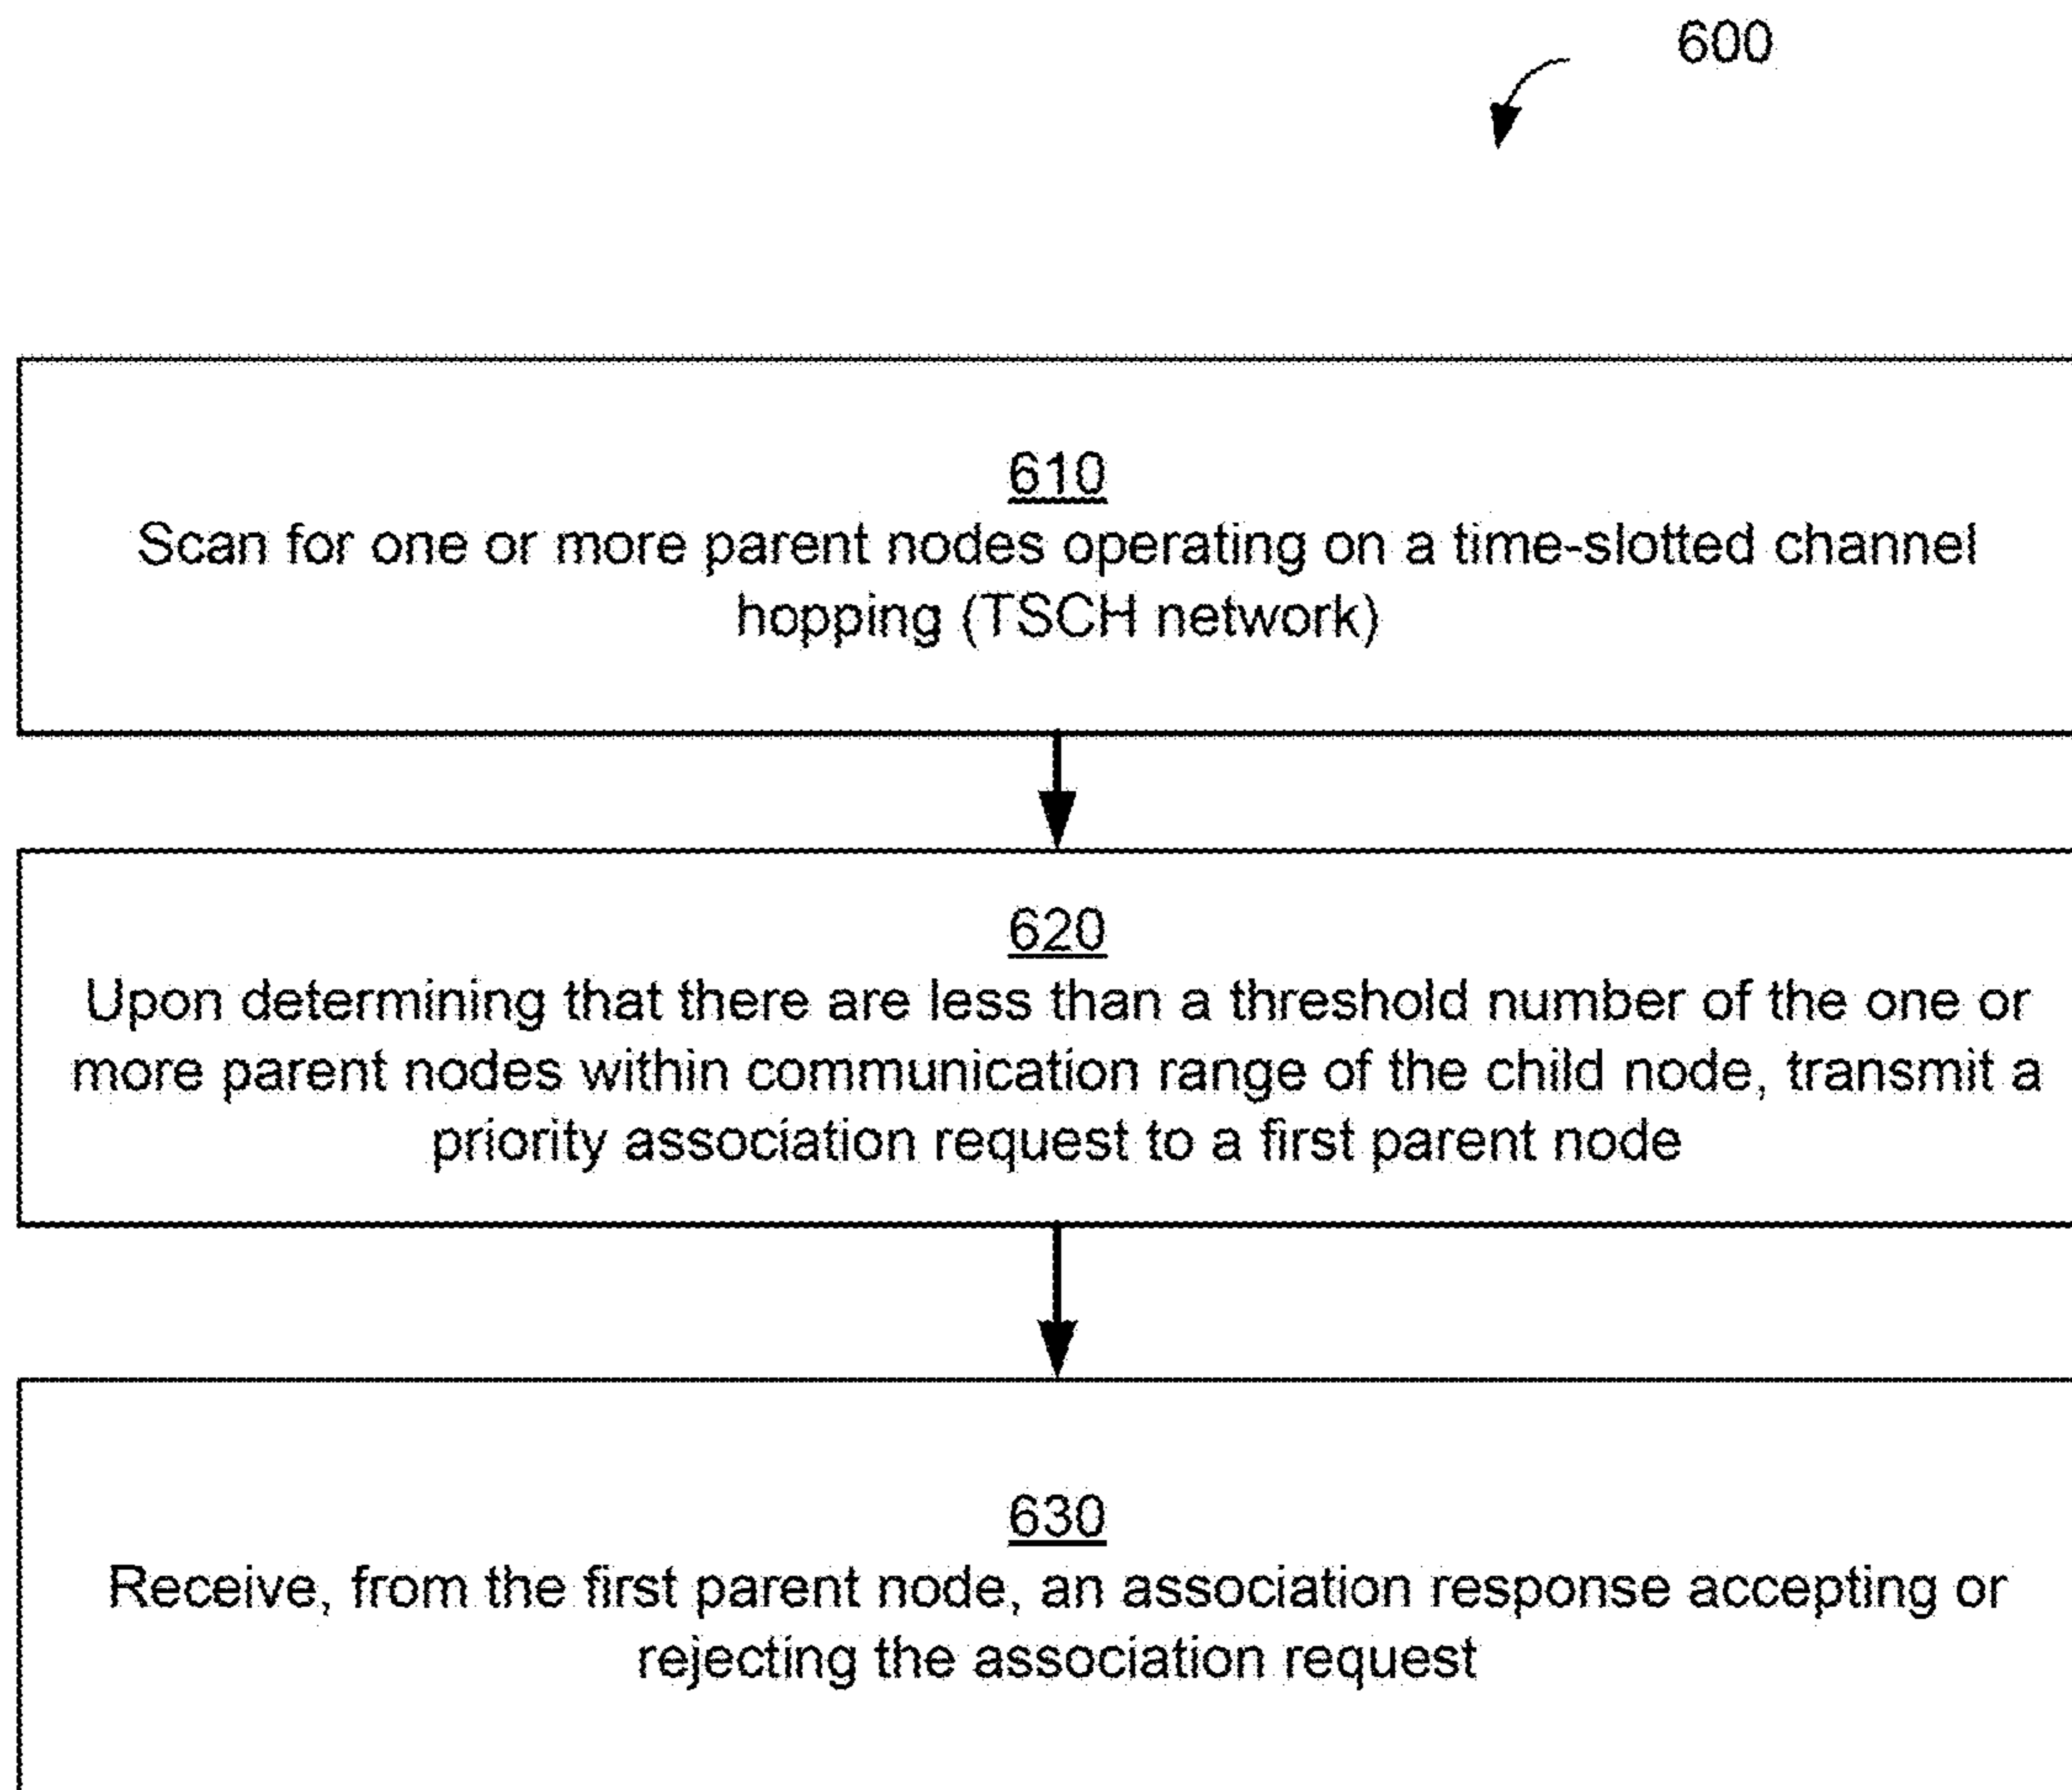 600
610
Scan for one or more parent nodes operating on a time-slotted channel
hopping (TSCH network)
620
Upon determining that there are less than a threshold number of the one or
more parent nodes within communication range of the child node, transmit a
priority association request to a first parent node
630
Receive, from the first parent node, an association response accepting or
rejecting the association request